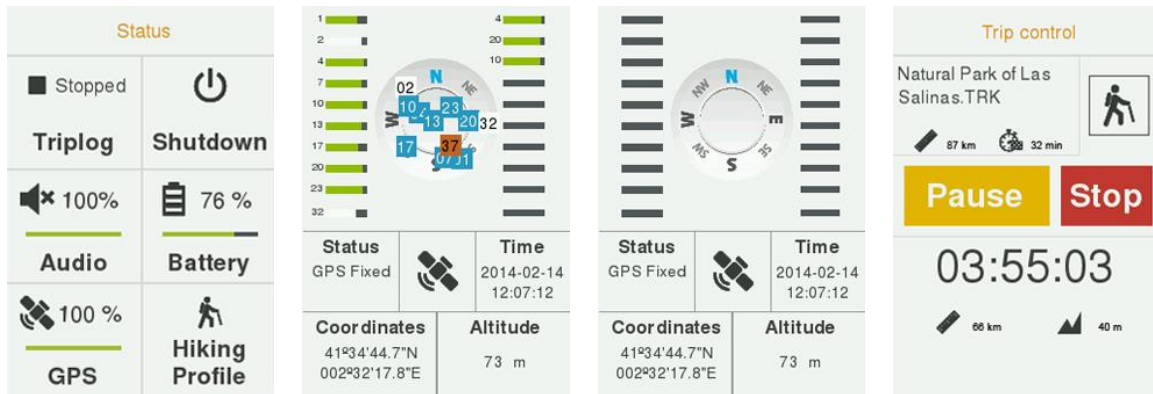 Status
Stopped
Triplog
Shutdown
100%
76 %
Audio
Battery
100 %
GPS
Hiking
Profile
1
2
4
7
10
13
17
20
23
32
4
20
10
N
NE
W
S
02
10
23
13
20
32
17
37
07
01
Status
GPS Fixed
Time
2014-02-14
12:07:12
Coordinates
41º34'44.7"N
002º32'17.8"E
Altitude
73 m
N
NW
NE
W
E
SW
SE
S
Status
GPS Fixed
Time
2014-02-14
12:07:12
Coordinates
41º34'44.7"N
002º32'17.8"E
Altitude
73 m
Trip control
Natural Park of Las
Salinas.TRK
87 km
32 min
Pause
Stop
03:55:03
66 km
40 m